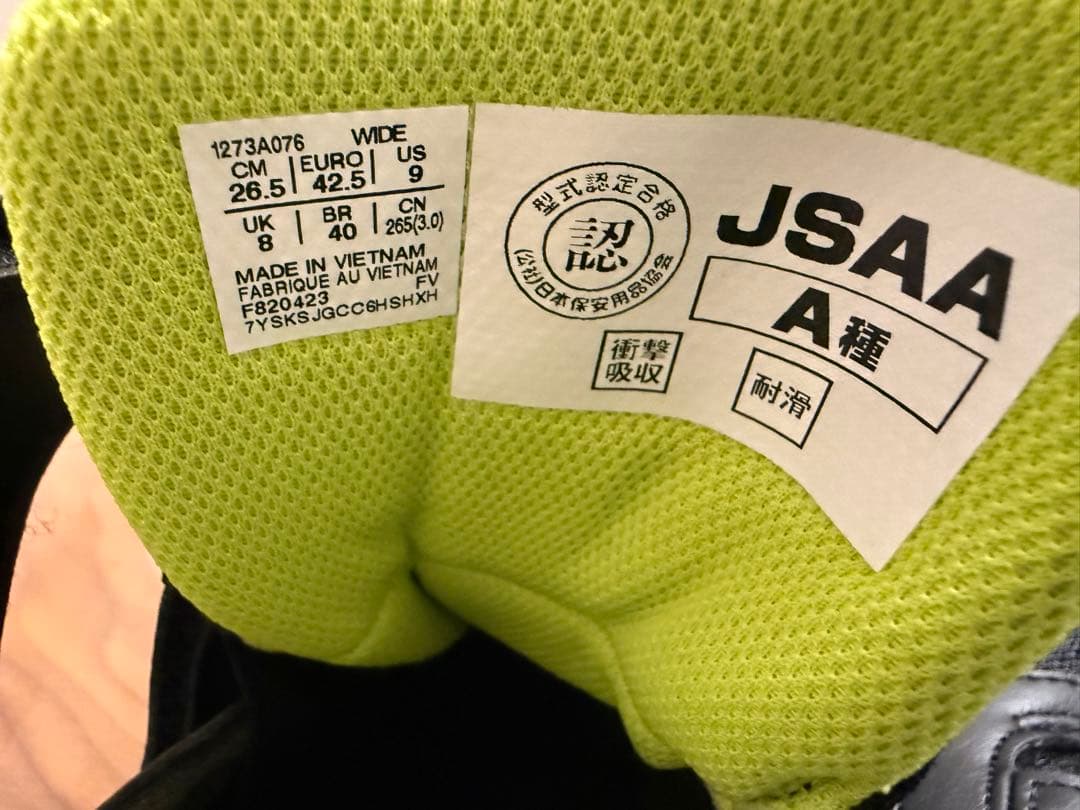 1273A076 WIDE
CM EURO US
26.5 42.5 9
UK BR CN
8 40 265(3.0)
MADE IN VIETNAM
FABRIQUE AU VIETNAM
F820423 FV
7YSKSJGCC6HSHXH
型式認定合格
認
(公社)日本保安用品協会
JSAA
A種
衝撃
吸収
耐滑